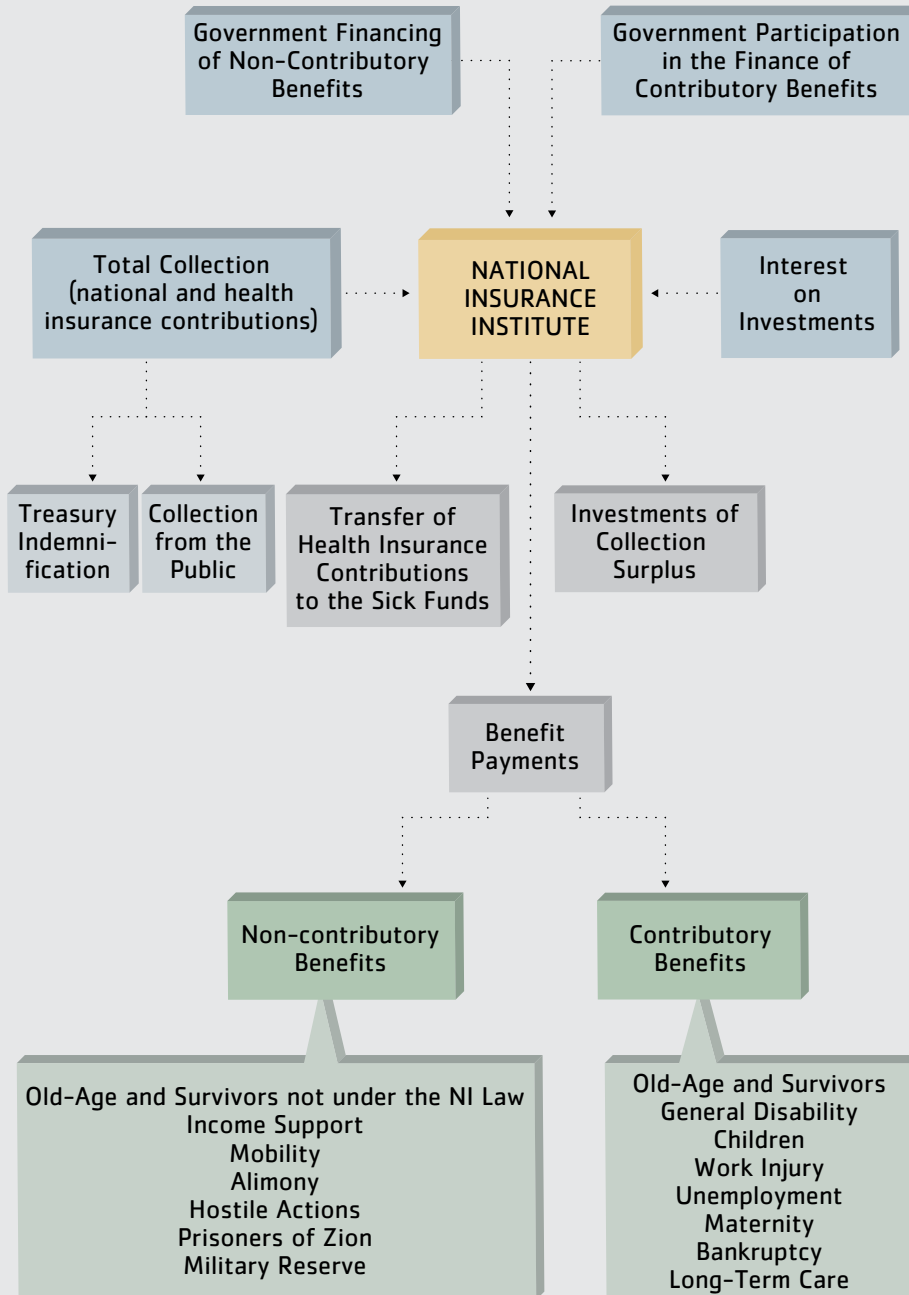 Government Financing
of Non-Contributory
Benefits
Government Participation
in the Finance of
Contributory Benefits
Total Collection
(national and health
insurance contributions)
NATIONAL
INSURANCE
INSTITUTE
Interest
on
Investments
Treasury
Indemni-
fication
Collection
from the
Public
Transfer of
Health Insurance
Contributions
to the Sick Funds
Investments of
Collection
Surplus
Benefit
Payments
Non-contributory
Benefits
Contributory
Benefits
Old-Age and Survivors not under the NI Law
Income Support
Mobility
Alimony
Hostile Actions
Prisoners of Zion
Military Reserve
Old-Age and Survivors
General Disability
Children
Work Injury
Unemployment
Maternity
Bankruptcy
Long-Term Care